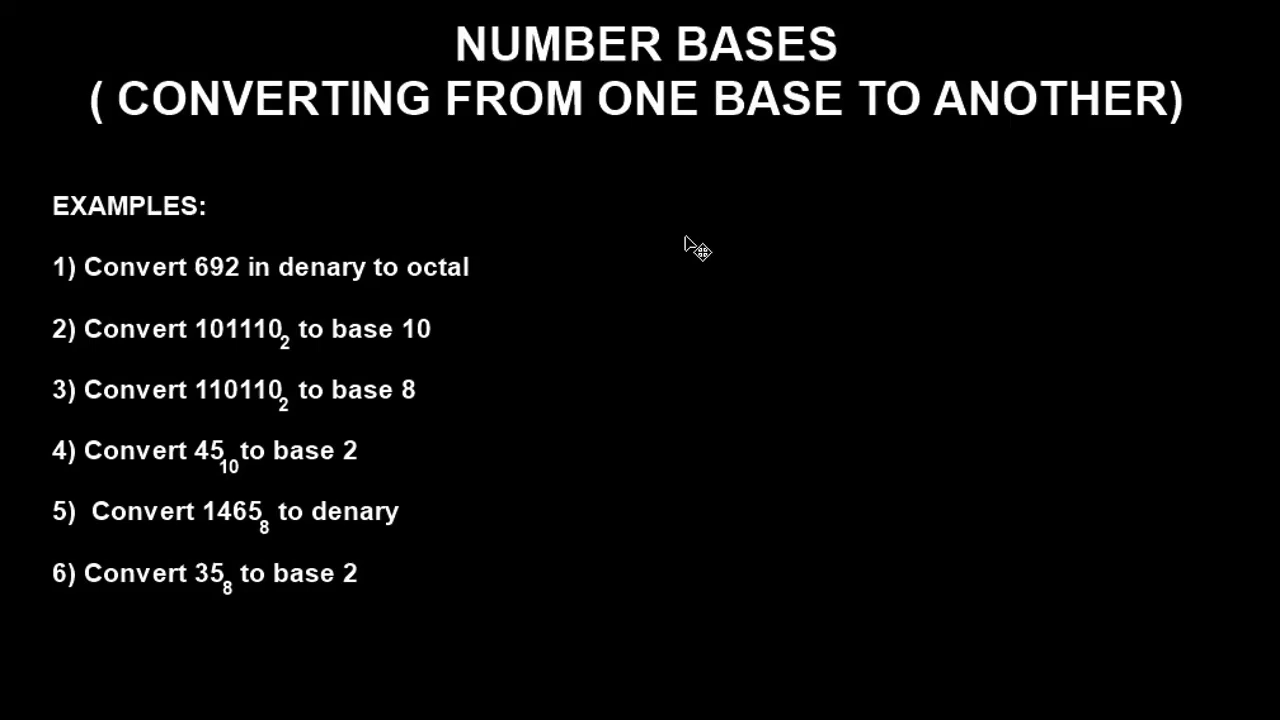 NUMBER BASES
( CONVERTING FROM ONE BASE TO ANOTHER)
EXAMPLES:
1) Convert 692 in denary to octal
2) Convert 101110₂ to base 10
3) Convert 110110₂ to base 8
4) Convert 45₁₀ to base 2
5) Convert 1465₈ to denary
6) Convert 35₈ to base 2